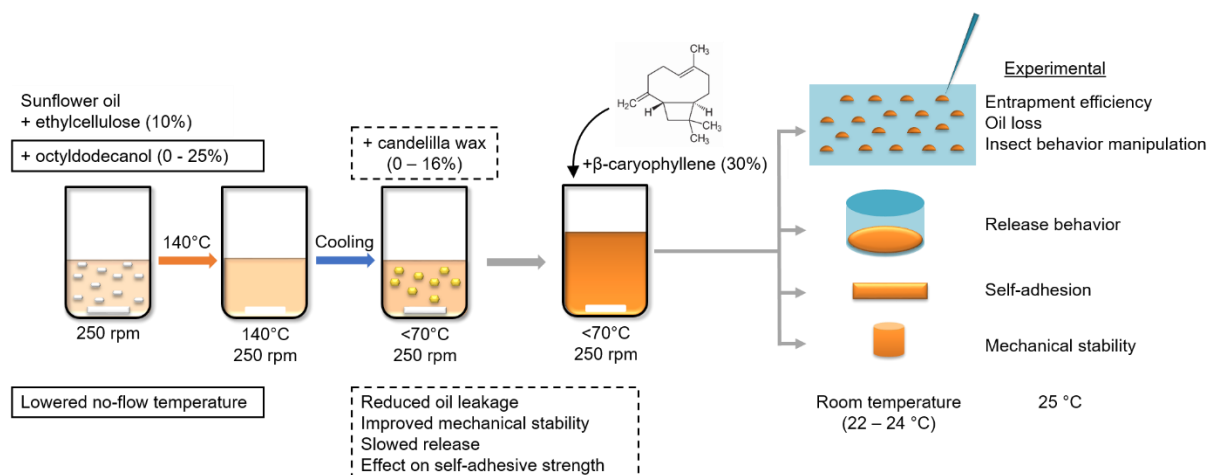 Sunflower oil
+ ethylcellulose (10%)
+ octyldodecanol (0 - 25%)
250 rpm
140°C
140°C
250 rpm
Cooling
+ candelilla wax
(0 – 16%)
<70°C
250 rpm
CH₃
H₂C
H
H
CH₃
CH₃
+β-caryophyllene (30%)
<70°C
250 rpm
Experimental
Entrapment efficiency
Oil loss
Insect behavior manipulation
Release behavior
Self-adhesion
Mechanical stability
Room temperature
(22 – 24 °C)
25 °C
Lowered no-flow temperature
Reduced oil leakage
Improved mechanical stability
Slowed release
Effect on self-adhesive strength